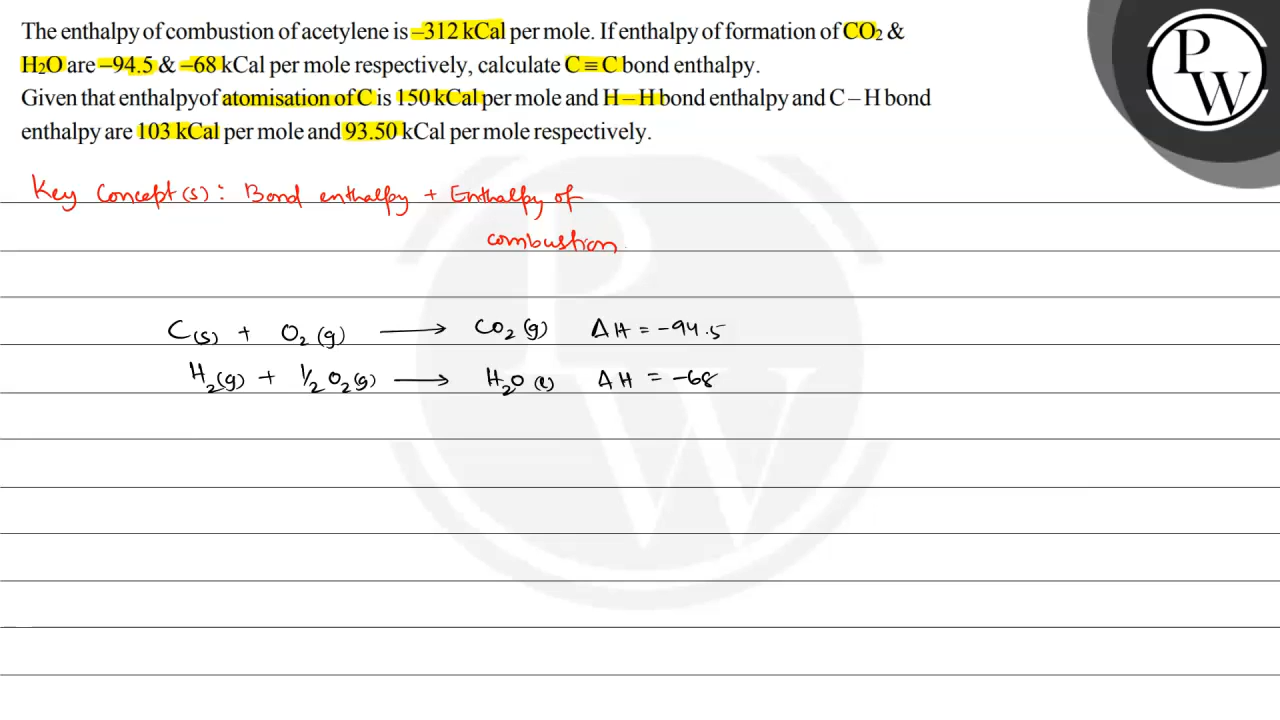 The enthalpy of combustion of acetylene is –312 kCal per mole. If enthalpy of formation of CO₂ &
H₂O are –94.5 & –68 kCal per mole respectively, calculate C ≡ C bond enthalpy.
Given that enthalpyof atomisation of C is 150 kCal per mole and H – H bond enthalpy and C – H bond
enthalpy are 103 kCal per mole and 93.50 kCal per mole respectively.
Key Concept(s): Bond enthalpy + Enthalpy of
combustion.
C(s) + O₂(g) ⟶ CO₂(g) ΔH = -94.5
H₂(g) + ½O₂(g) ⟶ H₂O(l) ΔH = -68
P
W
P
W